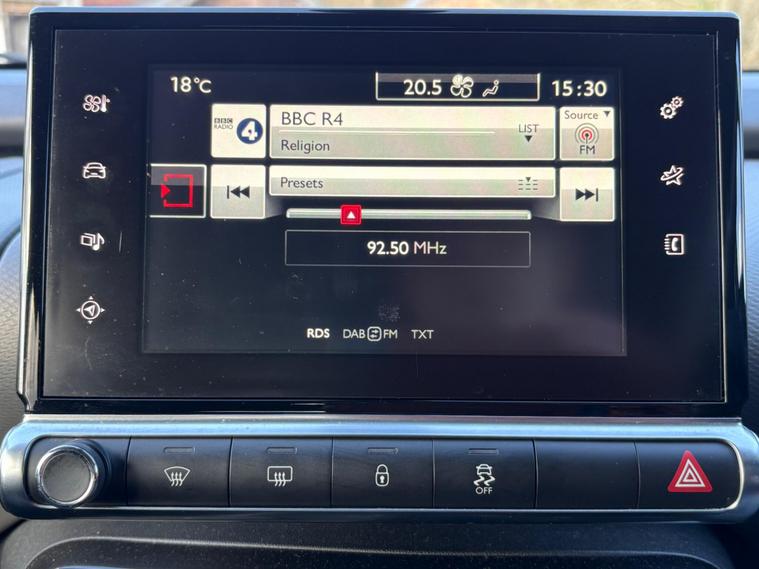 18°C
20.5
15:30
BBC RADIO 4
BBC R4
Religion
LIST
Source
FM
Presets
92.50 MHz
RDS DAB FM TXT
OFF